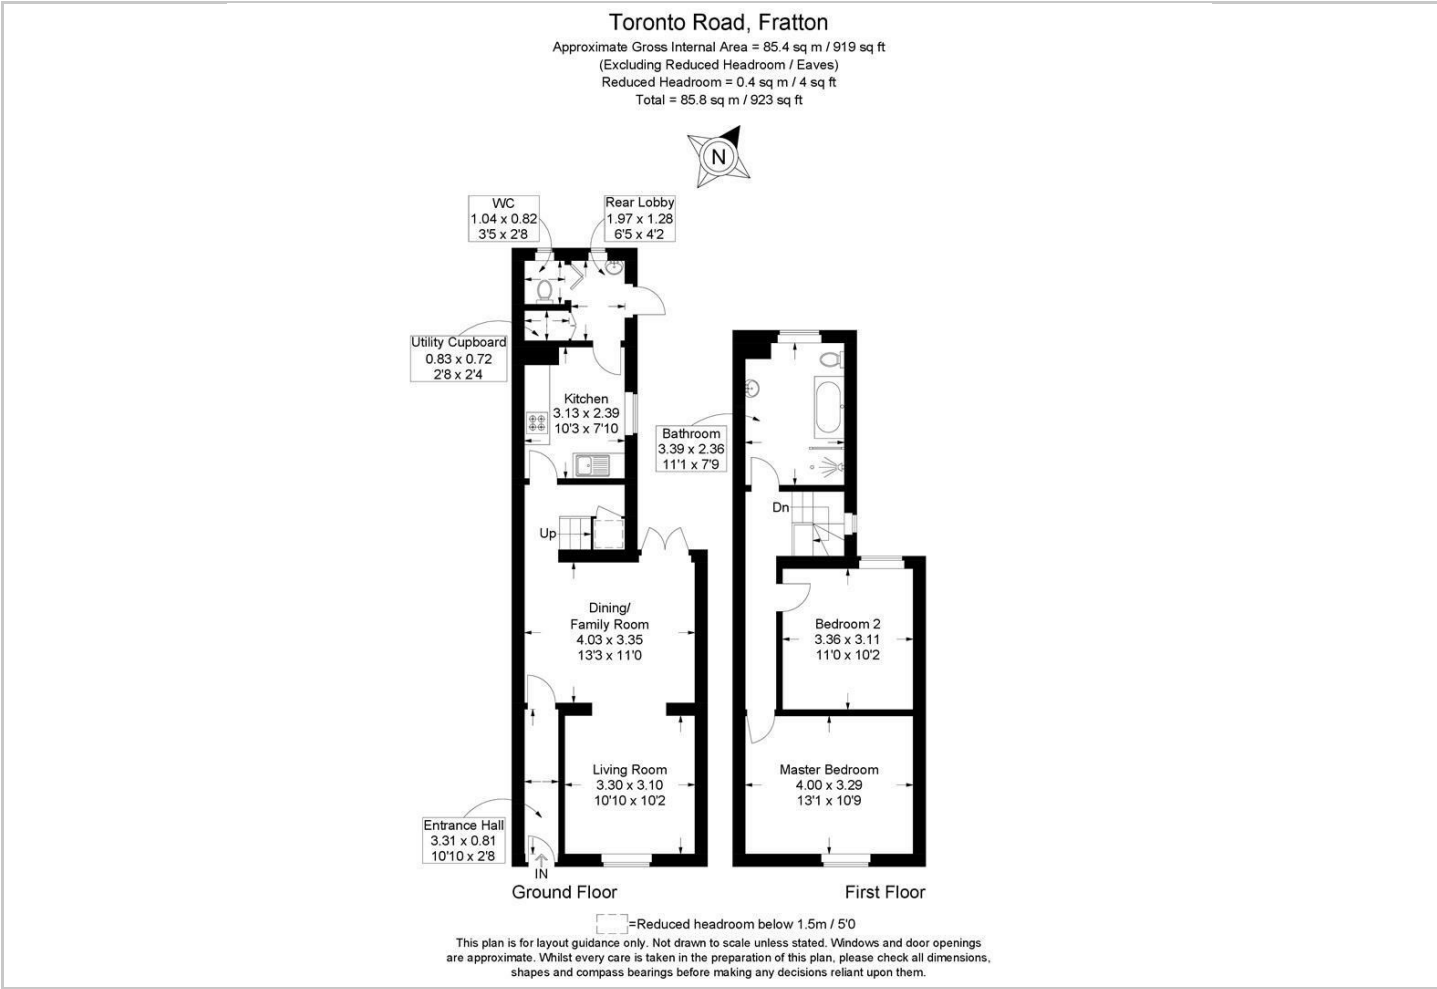 Toronto Road, Fratton
Approximate Gross Internal Area = 85.4 sq m / 919 sq ft
(Excluding Reduced Headroom / Eaves)
Reduced Headroom = 0.4 sq m / 4 sq ft
Total = 85.8 sq m / 923 sq ft
N
WC
1.04 x 0.82
3'5 x 2'8
Rear Lobby
1.97 x 1.28
6'5 x 4'2
Utility Cupboard
0.83 x 0.72
2'8 x 2'4
Kitchen
3.13 x 2.39
10'3 x 7'10
Up
Dining/
Family Room
4.03 x 3.35
13'3 x 11'0
Living Room
3.30 x 3.10
10'10 x 10'2
Entrance Hall
3.31 x 0.81
10'10 x 2'8
IN
Ground Floor
Bathroom
3.39 x 2.36
11'1 x 7'9
Dn
Bedroom 2
3.36 x 3.11
11'0 x 10'2
Master Bedroom
4.00 x 3.29
13'1 x 10'9
First Floor
=Reduced headroom below 1.5m / 5'0
This plan is for layout guidance only. Not drawn to scale unless stated. Windows and door openings
are approximate. Whilst every care is taken in the preparation of this plan, please check all dimensions,
shapes and compass bearings before making any decisions reliant upon them.